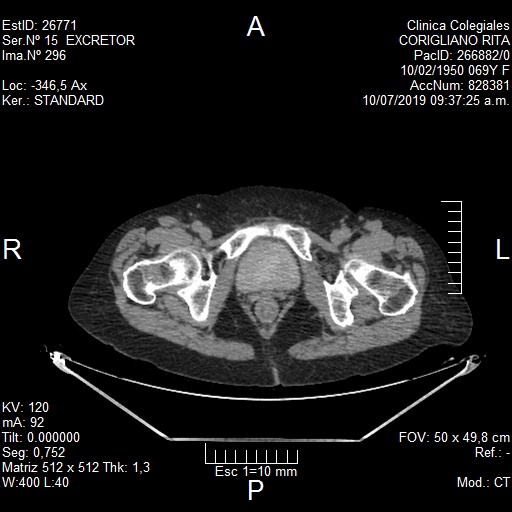 EstID: 26771
Ser.Nº 15 EXCRETOR
Ima.Nº 296
Loc: -346,5 Ax
Ker.: STANDARD
A
Clinica Colegiales
CORIGLIANO RITA
PacID: 266882/0
10/02/1950 069Y F
AccNum: 828381
10/07/2019 09:37:25 a.m.
R
L
KV: 120
mA: 92
Tilt: 0.000000
Seg: 0,752
Matriz 512 x 512 Thk: 1,3
W:400 L:40
Esc 1=10 mm
P
FOV: 50 x 49,8 cm
Ref.: -
Mod.: CT